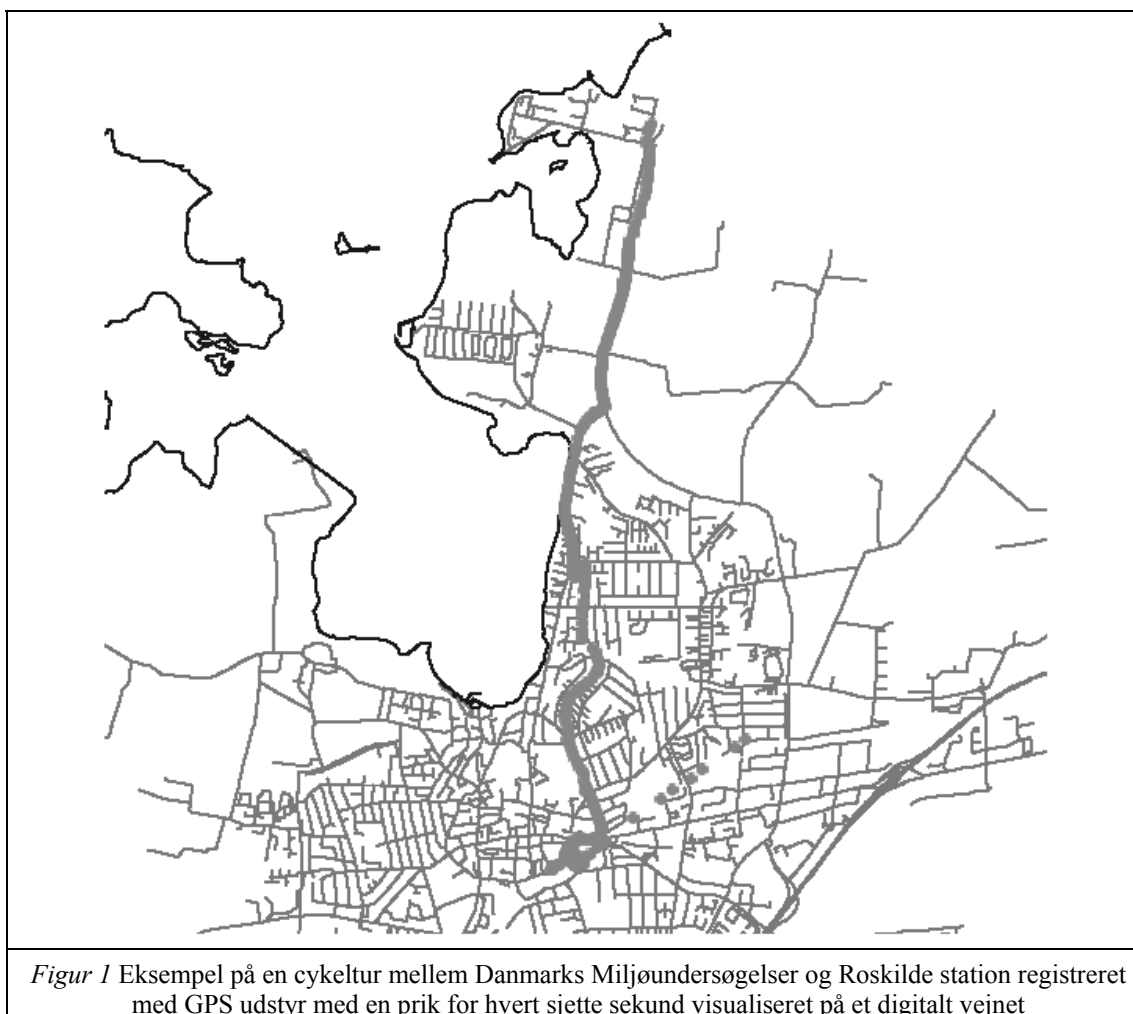 Figur 1 Eksempel på en cykeltur mellem Danmarks Miljøundersøgelser og Roskilde station registreret
med GPS udstyr med en prik for hvert sjette sekund visualiseret på et digitalt vejnet